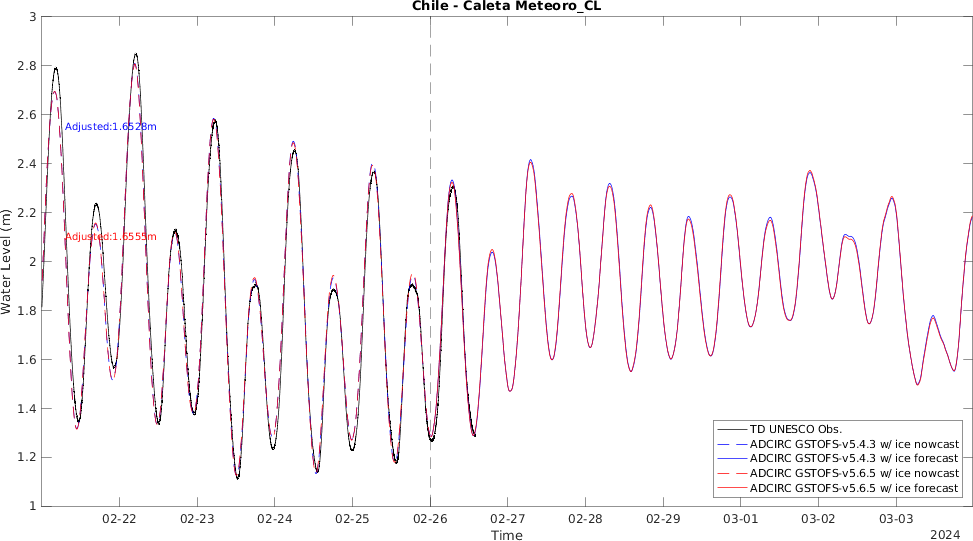 Chile - Caleta Meteoro_CL
3
2.8
2.6
2.4
2.2
2
1.8
1.6
1.4
1.2
1
Water Level (m)
Adjusted:1.6528m
Adjusted:1.6555m
TD UNESCO Obs.
ADCIRC GSTOFS-v5.4.3 w/ ice nowcast
ADCIRC GSTOFS-v5.4.3 w/ ice forecast
ADCIRC GSTOFS-v5.6.5 w/ ice nowcast
ADCIRC GSTOFS-v5.6.5 w/ ice forecast
02-22 02-23 02-24 02-25 02-26 02-27 02-28 02-29 03-01 03-02 03-03
Time
2024